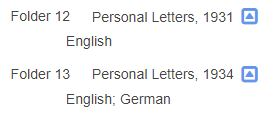 Folder 12 Personal Letters, 1931
English
Folder 13 Personal Letters, 1934
English; German